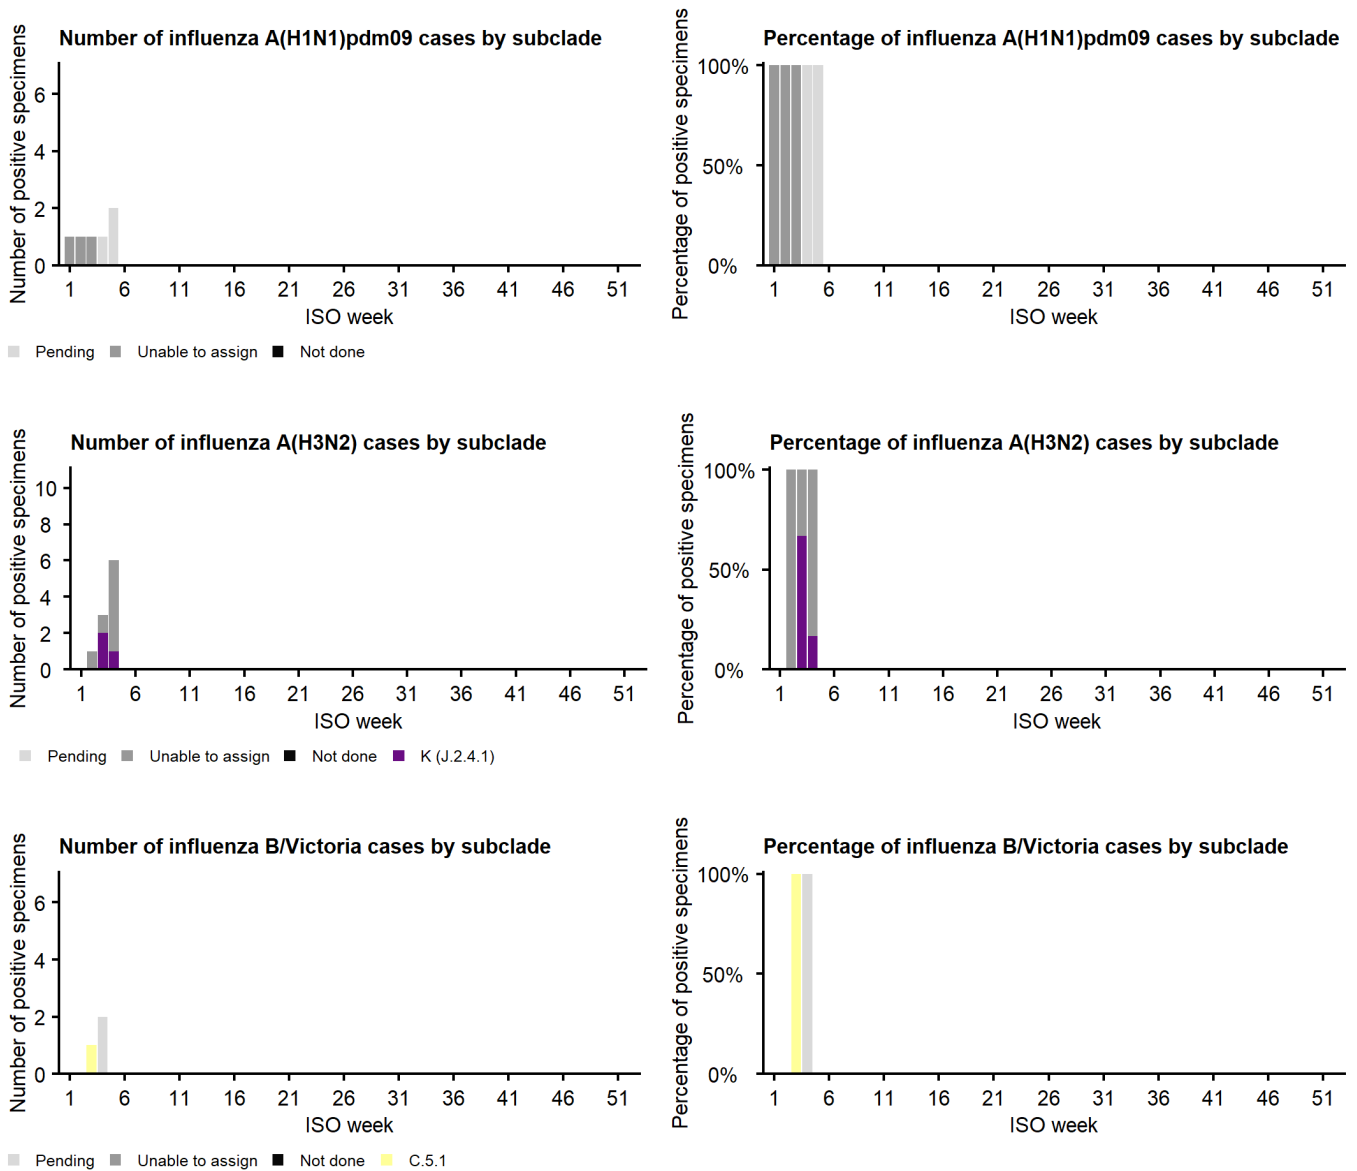 Number of influenza A(H1N1)pdm09 cases by subclade
Number of positive specimens
6
4
2
0
1 6 11 16 21 26 31 36 41 46 51
ISO week
Pending Unable to assign Not done
Percentage of influenza A(H1N1)pdm09 cases by subclade
Percentage of positive specimens
100%
50%
0%
1 6 11 16 21 26 31 36 41 46 51
ISO week
Number of influenza A(H3N2) cases by subclade
Number of positive specimens
10
8
6
4
2
0
1 6 11 16 21 26 31 36 41 46 51
ISO week
Pending Unable to assign Not done K (J.2.4.1)
Percentage of influenza A(H3N2) cases by subclade
Percentage of positive specimens
100%
50%
0%
1 6 11 16 21 26 31 36 41 46 51
ISO week
Number of influenza B/Victoria cases by subclade
Number of positive specimens
6
4
2
0
1 6 11 16 21 26 31 36 41 46 51
ISO week
Pending Unable to assign Not done C.5.1
Percentage of influenza B/Victoria cases by subclade
Percentage of positive specimens
100%
50%
0%
1 6 11 16 21 26 31 36 41 46 51
ISO week